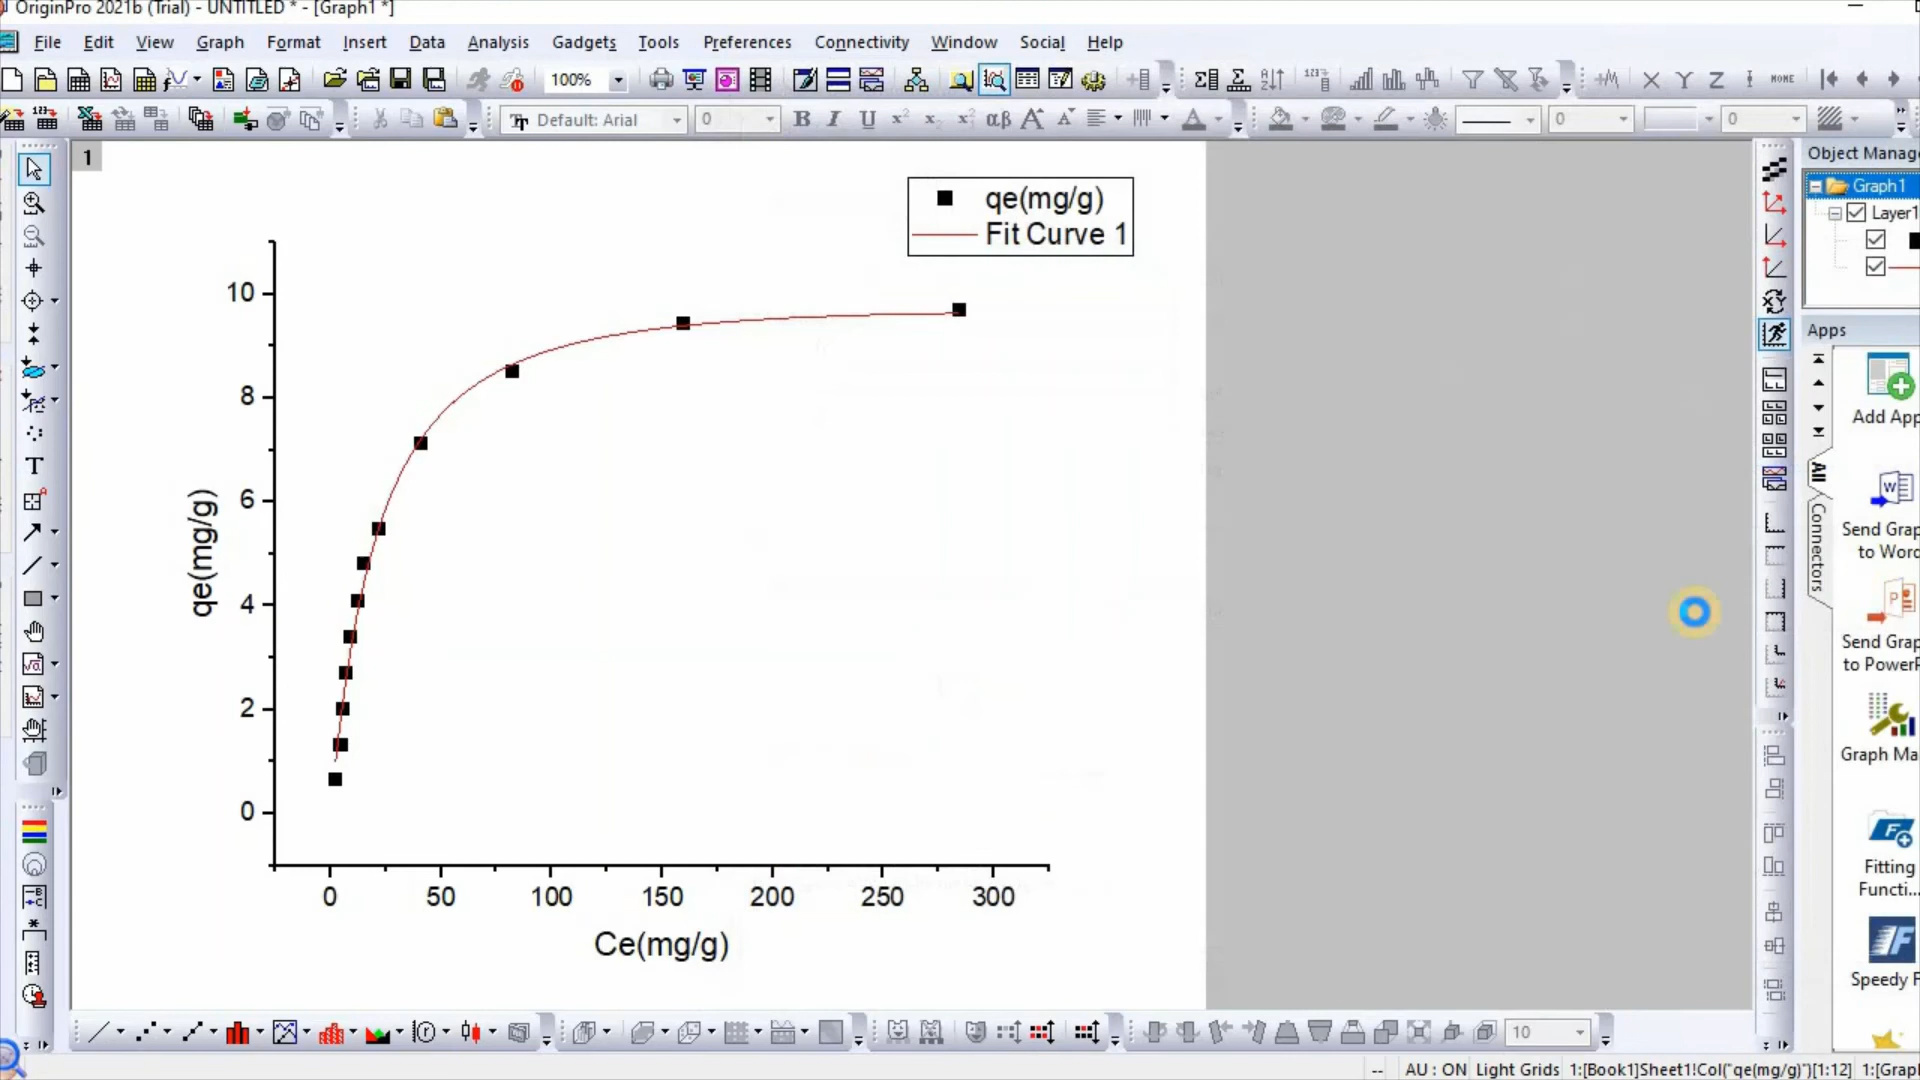 OriginPro 2021b (Trial) - UNTITLED * - [Graph1 *]
File Edit View Graph Format Insert Data Analysis Gadgets Tools Preferences Connectivity Window Social Help
100%
Default: Arial 0 B I U αβ A A 0 0
1
qe(mg/g)
Fit Curve 1
10
8
6
4
2
0
qe(mg/g)
0 50 100 150 200 250 300
Ce(mg/g)
Object Manag
Graph1
Layer1
Apps
Add App
All
Connectors
Send Grap
to Word
Send Grap
to PowerP
Graph Ma
Fitting
Functi...
Speedy F
10
-- AU : ON Light Grids 1:[Book1]Sheet1!Col("qe(mg/g)")[1:12] 1:[Grap